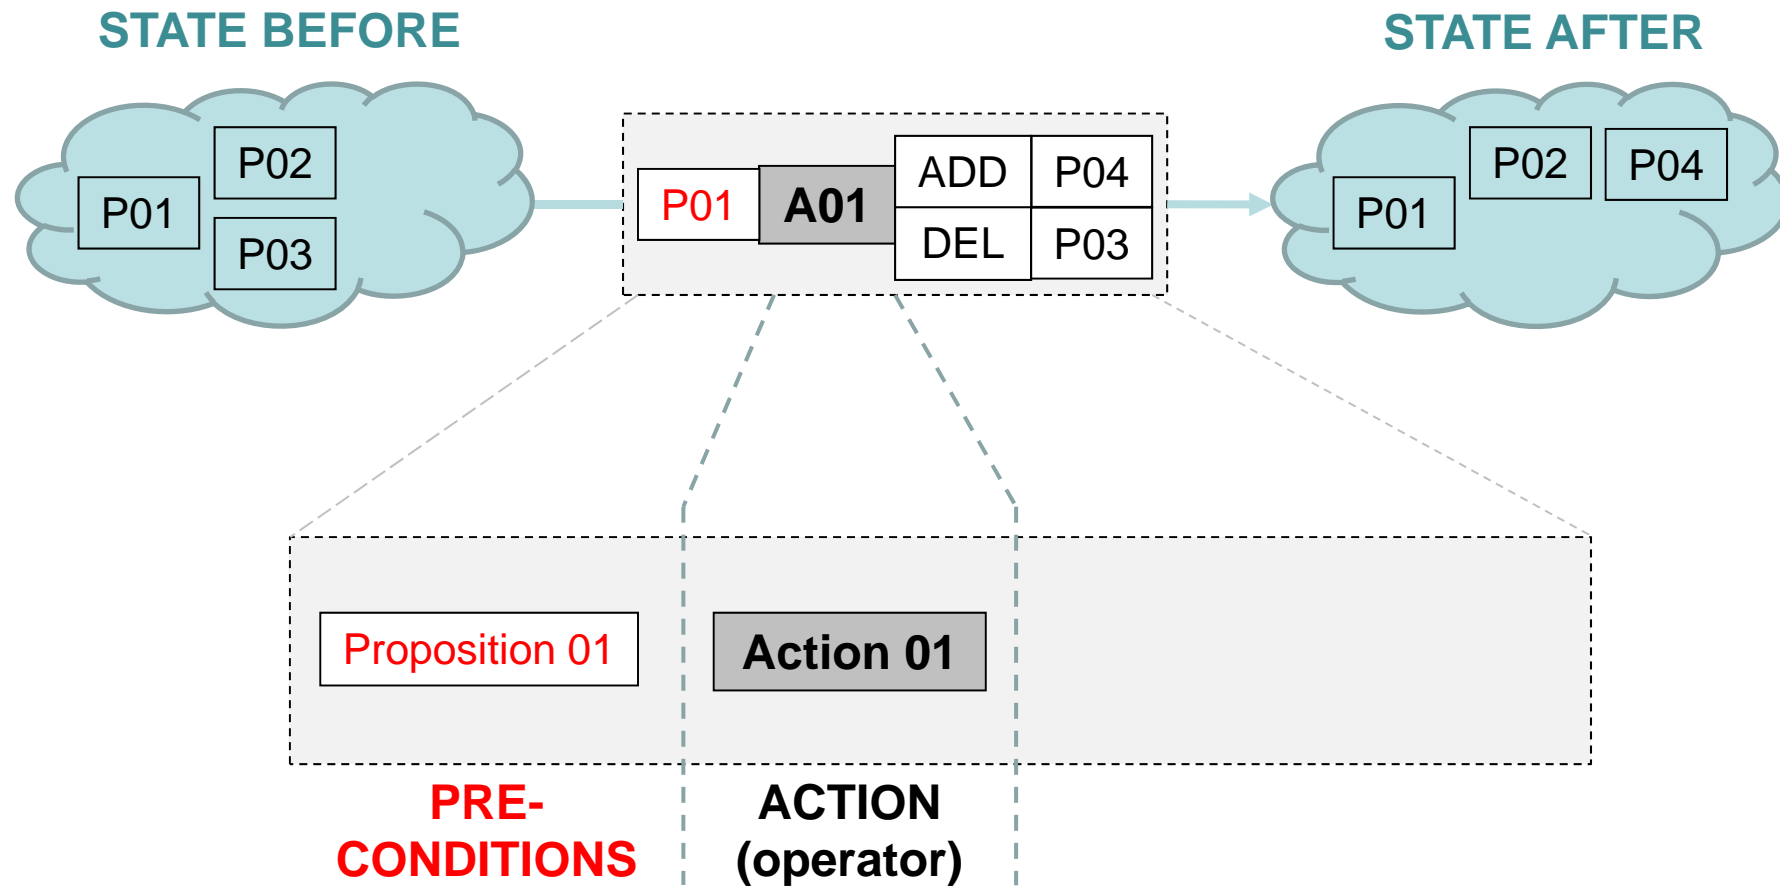 STATE BEFORE
STATE AFTER
P01
P02
P03
P01
A01
ADD
P04
DEL
P03
P01
P02
P04
Proposition 01
Action 01
PRE-
CONDITIONS
ACTION
(operator)